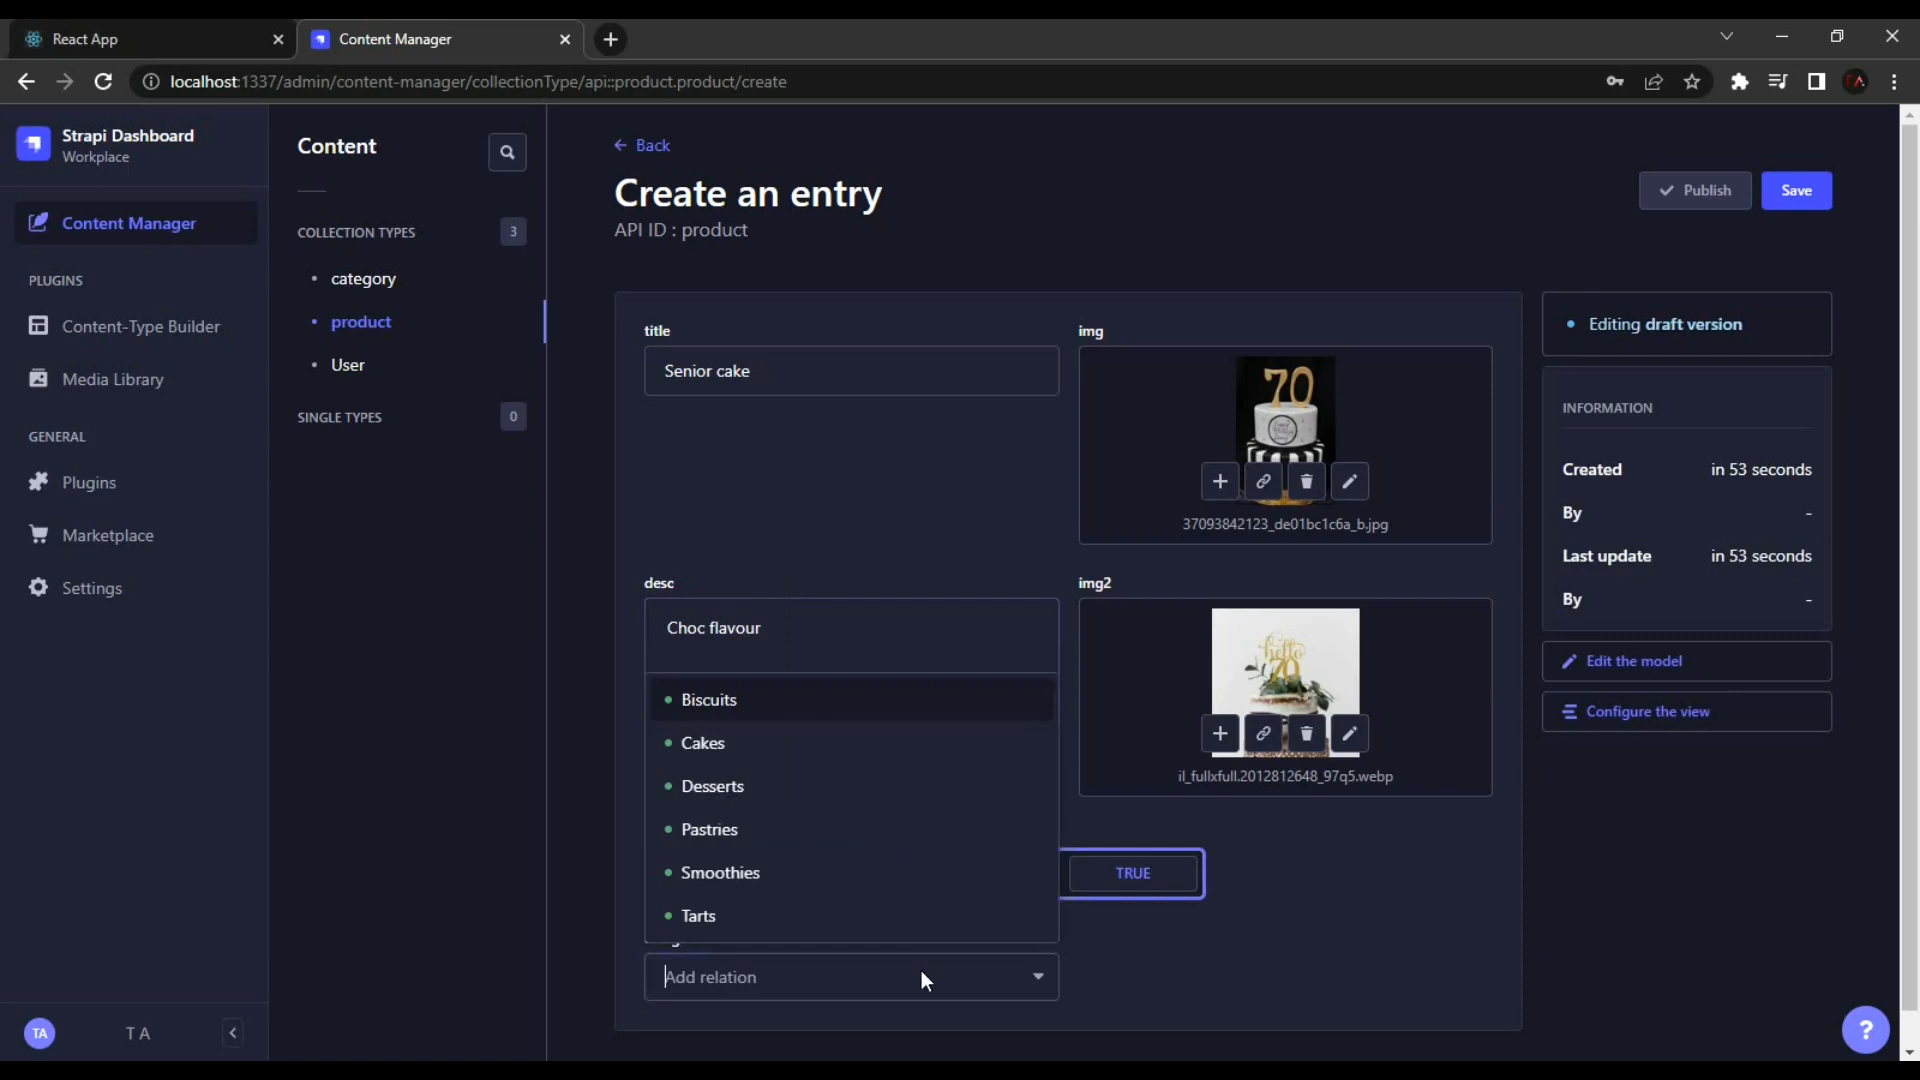 React App
Content Manager
localhost:1337/admin/content-manager/collectionType/api::product.product/create
Strapi Dashboard
Workplace
Content Manager
PLUGINS
Content-Type Builder
Media Library
GENERAL
Plugins
Marketplace
Settings
TA
T A
Content
COLLECTION TYPES
3
category
product
User
SINGLE TYPES
0
Back
Create an entry
API ID : product
Publish
Save
title
Senior cake
img
70
37093842123_de01bc1c6a_b.jpg
desc
Choc flavour
img2
hello
70
il_fullxfull.2012812648_97q5.webp
Biscuits
Cakes
Desserts
Pastries
Smoothies
Tarts
TRUE
Add relation
Editing draft version
INFORMATION
Created
in 53 seconds
By
-
Last update
in 53 seconds
By
-
Edit the model
Configure the view
?